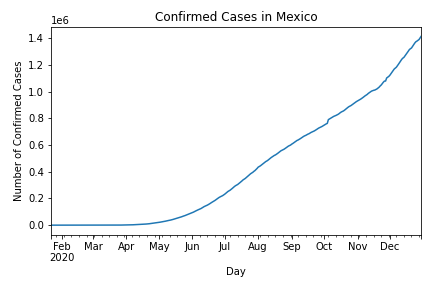 Confirmed Cases in Mexico
1e6
1.4
1.2
1.0
0.8
0.6
0.4
0.2
0.0
Number of Confirmed Cases
Feb Mar Apr May Jun Jul Aug Sep Oct Nov Dec
2020
Day